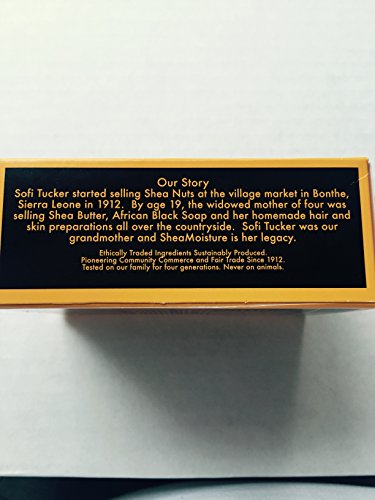 Our Story
Sofi Tucker started selling Shea Nuts at the village market in Bonthe,
Sierra Leone in 1912. By age 19, the widowed mother of four was
selling Shea Butter, African Black Soap and her homemade hair and
skin preparations all over the countryside. Sofi Tucker was our
grandmother and SheaMoisture is her legacy.
Ethically Traded Ingredients Sustainably Produced.
Pioneering Community Commerce and Fair Trade Since 1912.
Tested on our family for four generations. Never on animals.